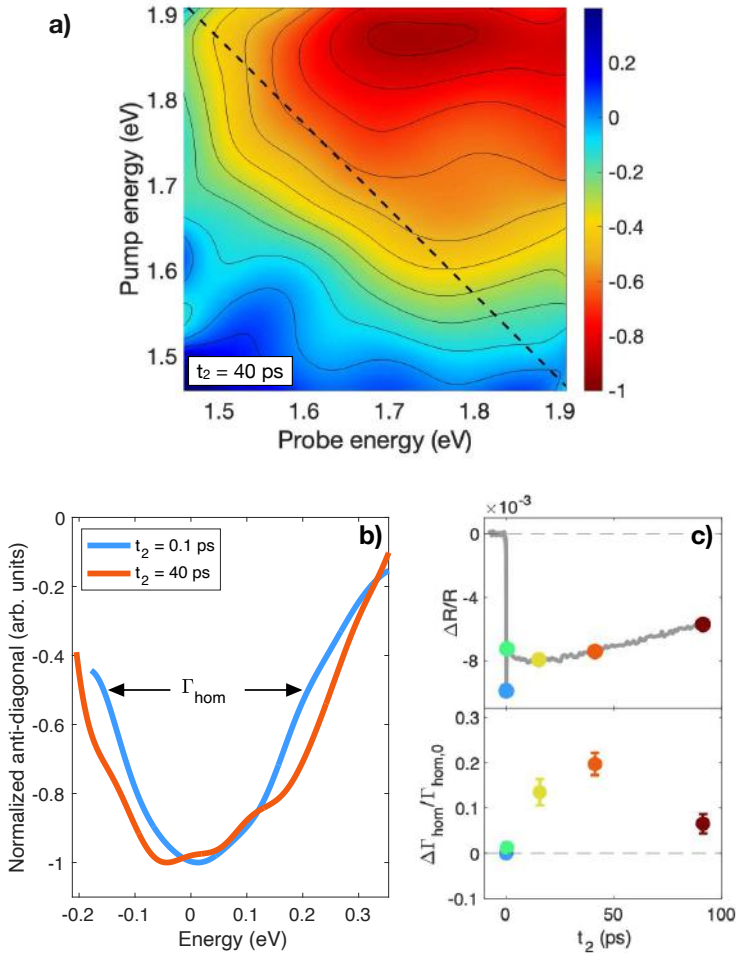 a)
1.9
1.8
1.7
1.6
1.5
Pump energy (eV)
t₂ = 40 ps
1.5 1.6 1.7 1.8 1.9
Probe energy (eV)
0.2
0
-0.2
-0.4
-0.6
-0.8
-1
b)
t₂ = 0.1 ps
t₂ = 40 ps
Γhom
0
-0.2
-0.4
-0.6
-0.8
-1
Normalized anti-diagonal (arb. units)
-0.2 -0.1 0 0.1 0.2 0.3
Energy (eV)
×10⁻³
c)
0
-4
-8
ΔR/R
0.3
0.2
0.1
0
-0.1
ΔΓhom/Γhom,0
0 50 100
t₂ (ps)